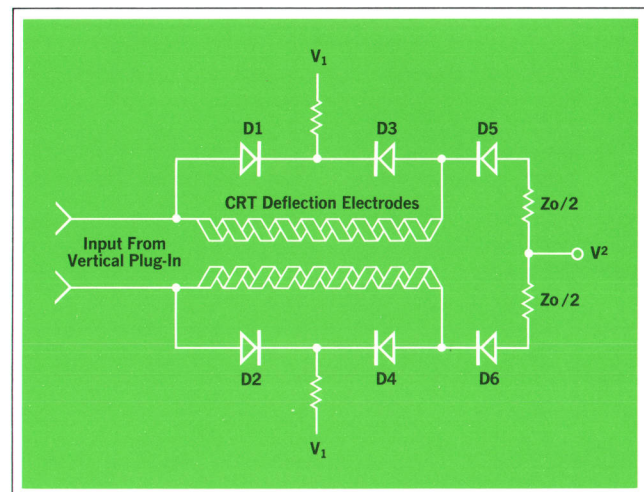 V₁
D1
D3
D5
CRT Deflection Electrodes
Zo/2
Input From
Vertical Plug-In
V²
Zo/2
D2
D4
D6
V₁